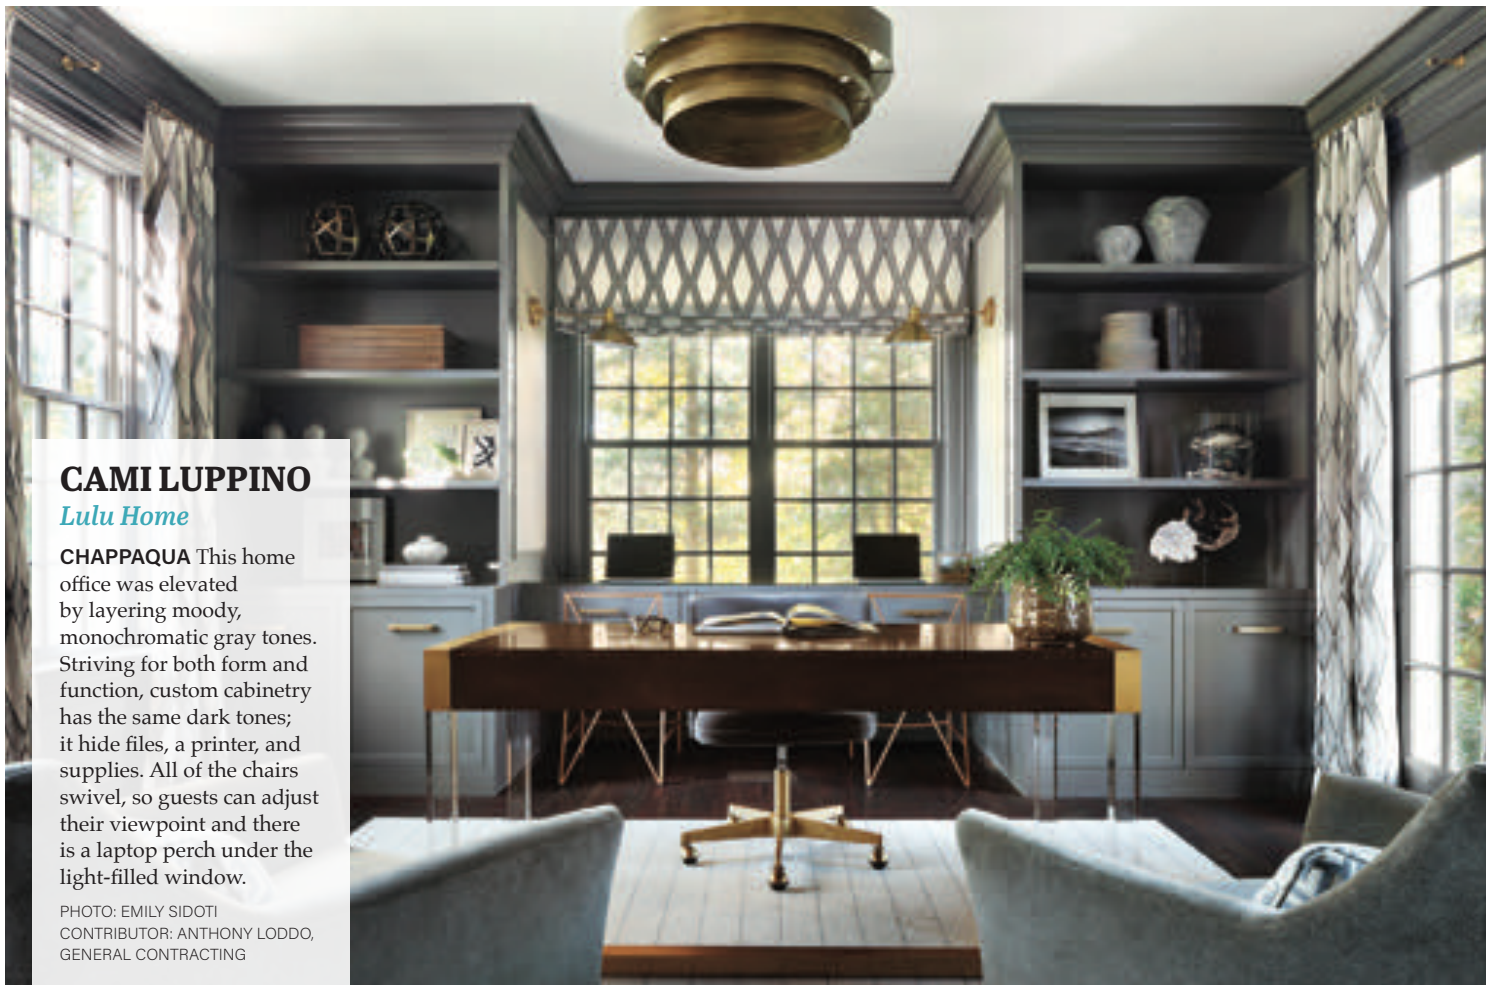 CAMI LUPPINO
Lulu Home
CHAPPAQUA This home
office was elevated
by layering moody,
monochromatic gray tones.
Striving for both form and
function, custom cabinetry
has the same dark tones;
it hide files, a printer, and
supplies. All of the chairs
swivel, so guests can adjust
their viewpoint and there
is a laptop perch under the
light-filled window.
PHOTO: EMILY SIDOTI
CONTRIBUTOR: ANTHONY LODDO,
GENERAL CONTRACTING